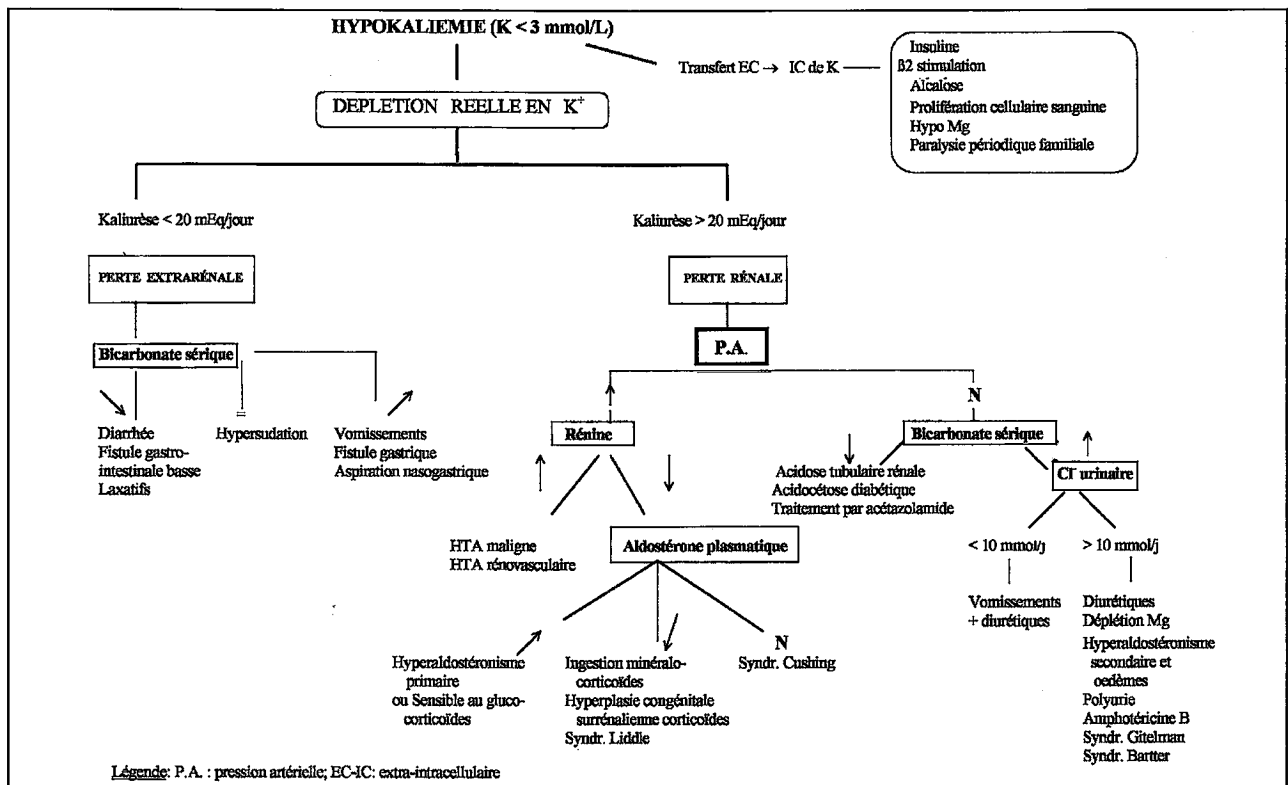 HYPOKALIEMIE (K < 3 mmol/L)
Transfert EC → IC de K
Insuline
ß2 stimulation
Alcalose
Prolifération cellulaire sanguine
Hypo Mg
Paralysie périodique familiale
DEPLETION REELLE EN K+
Kaliurèse < 20 mEq/jour
Kaliurèse > 20 mEq/jour
PERTE EXTRARÉNALE
PERTE RÉNALE
Bicarbonate sérique
P.A.
Diarrhée
Fistule gastro-
intestinale basse
Laxatifs
=
Hypersudation
Vomissements
Fistule gastrique
Aspiration nasogastrique
Rénine
N
Bicarbonate sérique
HTA maligne
HTA rénovasculaire
Aldostérone plasmatique
Acidose tubulaire rénale
Acidocétose diabétique
Traitement par acétazolamide
Cl- urinaire
< 10 mmol/j
> 10 mmol/j
Vomissements
+ diurétiques
Diurétiques
Déplétion Mg
Hyperaldostéronisme
secondaire et
oedèmes
Polyurie
Amphotéricine B
Syndr. Gitelman
Syndr. Bartter
Hyperaldostéronisme
primaire
ou Sensible au gluco-
corticoïdes
Ingestion minéralo-
corticoïdes
Hyperplasie congénitale
surrénalienne corticoïdes
Syndr. Liddle
N
Syndr. Cushing
Légende: P.A. : pression artérielle; EC-IC: extra-intracellulaire